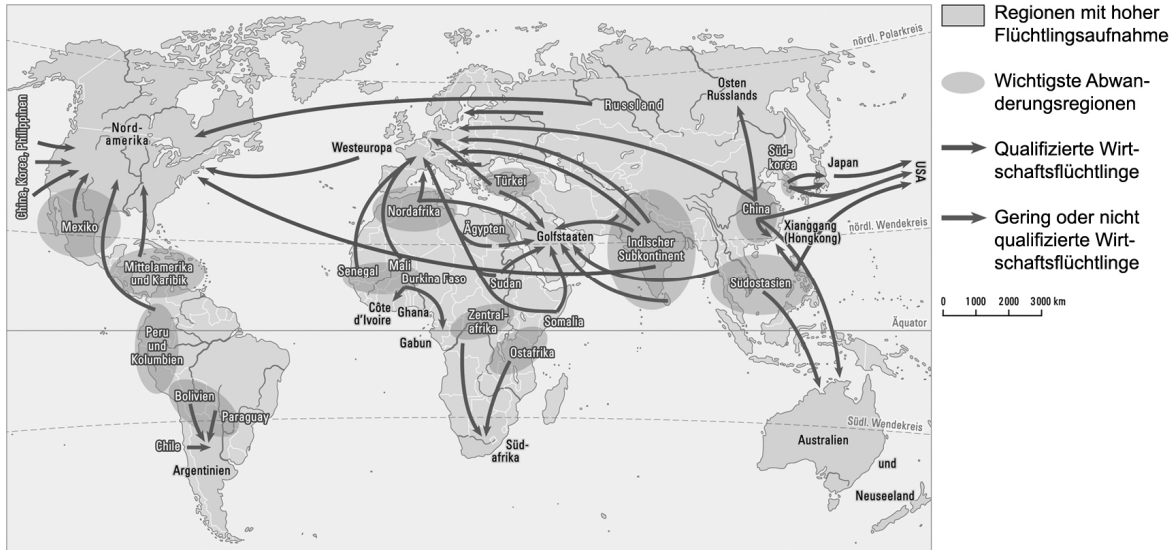 nördl. Polarkreis
Osten
Russlands
Russland
China, Korea, Philippinen
Nord-
amerika
Westeuropa
Süd-
korea
Japan
USA
Türkei
Mexiko
Nordafrika
Ägypten
Golfstaaten
Indischer
Subkontinent
China
Xianggang
(Hongkong)
nördl. Wendekreis
Mittelamerika
und Karibik
Senegal
Mali
Burkina Faso
Sudan
Südostasien
Côte
d'Ivoire
Ghana
Zentral-
afrika
Somalia
Äquator
Gabun
Peru
und
Kolumbien
Ostafrika
Bolivien
Paraguay
Südl. Wendekreis
Chile
Argentinien
Süd-
afrika
Australien
und
Neuseeland
Regionen mit hoher
Flüchtlingsaufnahme
Wichtigste Abwan-
derungsregionen
Qualifizierte Wirt-
schaftsflüchtlinge
Gering oder nicht
qualifizierte Wirt-
schaftsflüchtlinge
0 1000 2000 3000 km